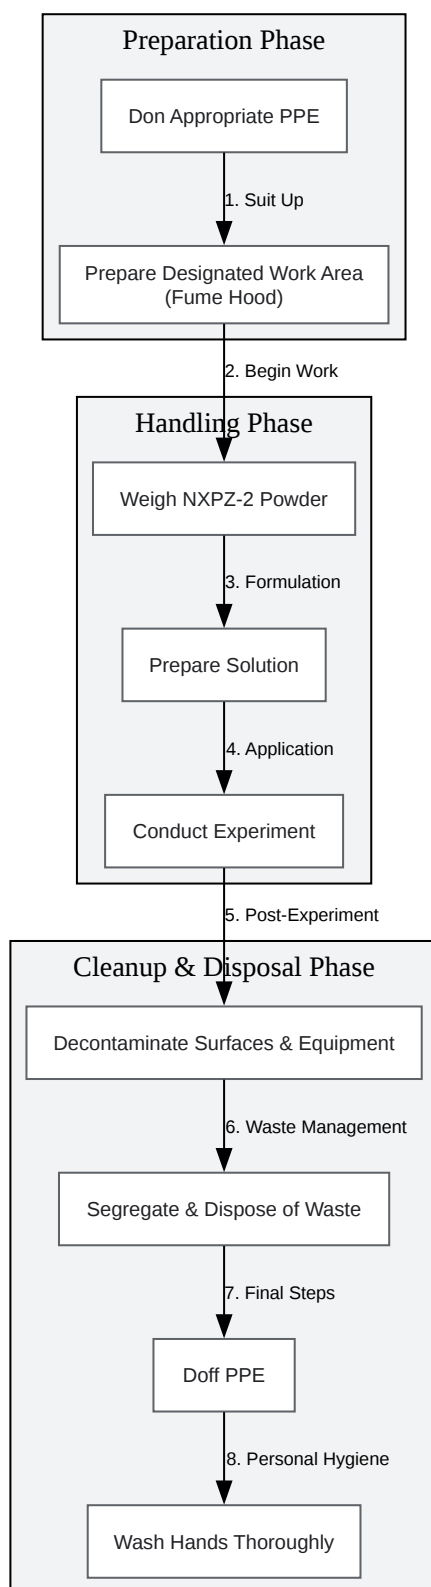 Preparation Phase
Don Appropriate PPE
1. Suit Up
Prepare Designated Work Area
(Fume Hood)
2. Begin Work
Handling Phase
Weigh NXPZ-2 Powder
3. Formulation
Prepare Solution
4. Application
Conduct Experiment
5. Post-Experiment
Cleanup & Disposal Phase
Decontaminate Surfaces & Equipment
6. Waste Management
Segregate & Dispose of Waste
7. Final Steps
Doff PPE
8. Personal Hygiene
Wash Hands Thoroughly